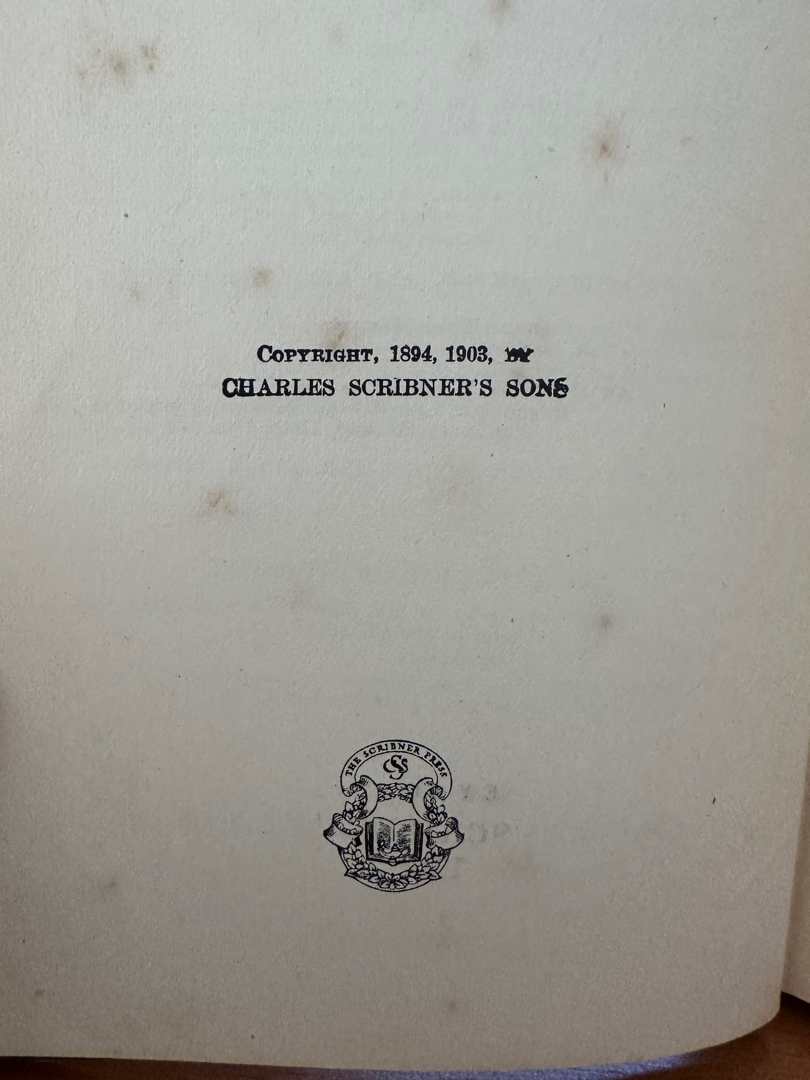 COPYRIGHT, 1894, 1903, BY
CHARLES SCRIBNER'S SONS
THE SCRIBNER PRESS